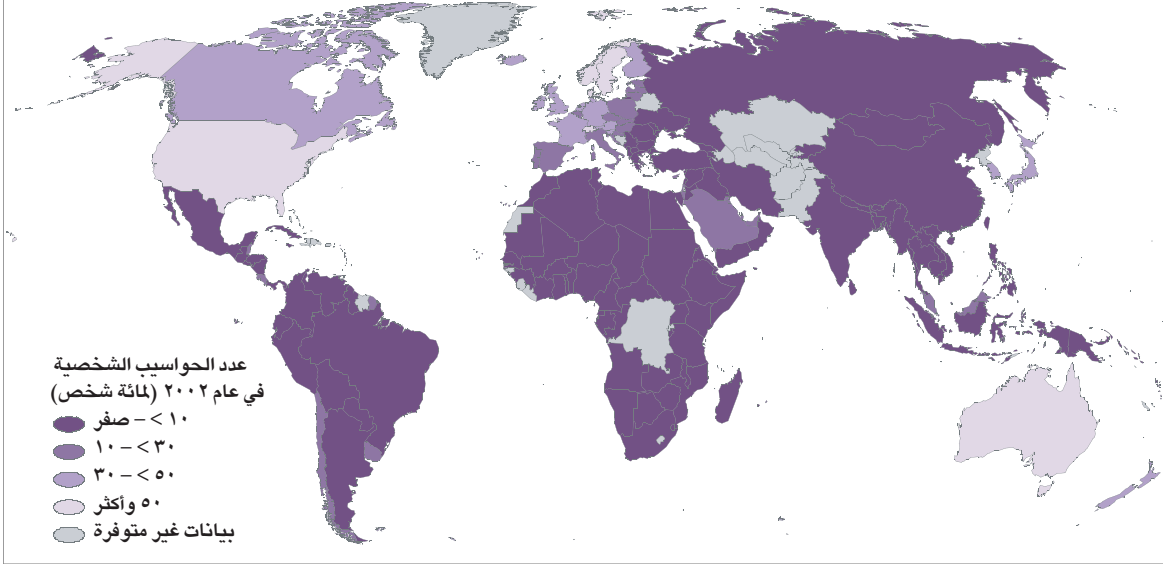 عدد الحواسيب الشخصية
في عام ٢٠٠٢ (لمائة شخص)
صفر – < ١٠
١٠ – < ٣٠
٣٠ – < ٥٠
٥٠ وأكثر
بيانات غير متوفرة